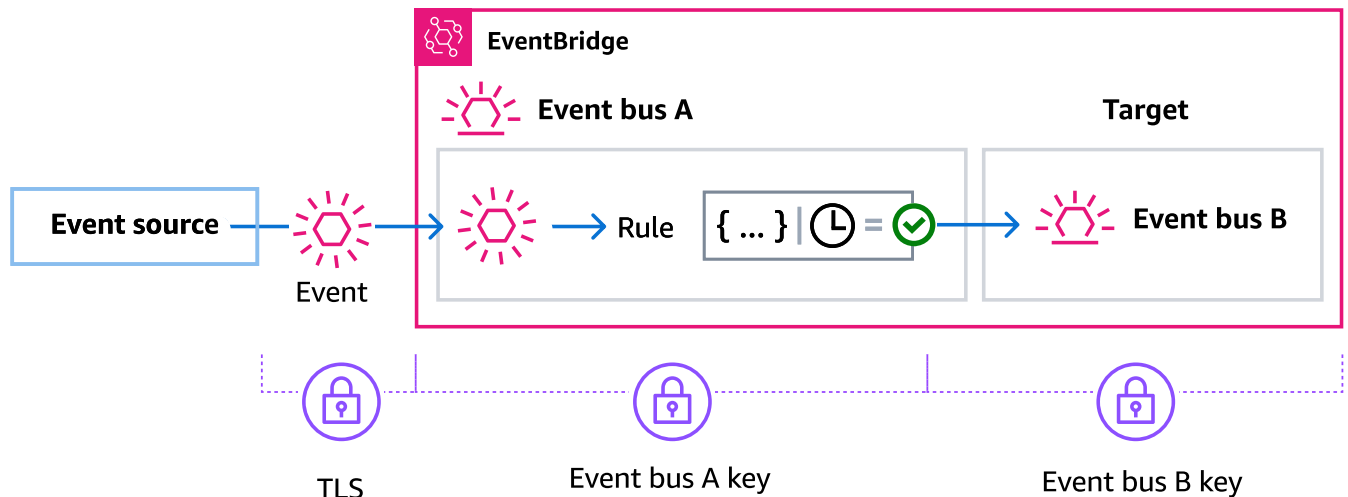 EventBridge
Event bus A
Target
Event source
Event
Rule
{ ... } | =
Event bus B
TLS
Event bus A key
Event bus B key